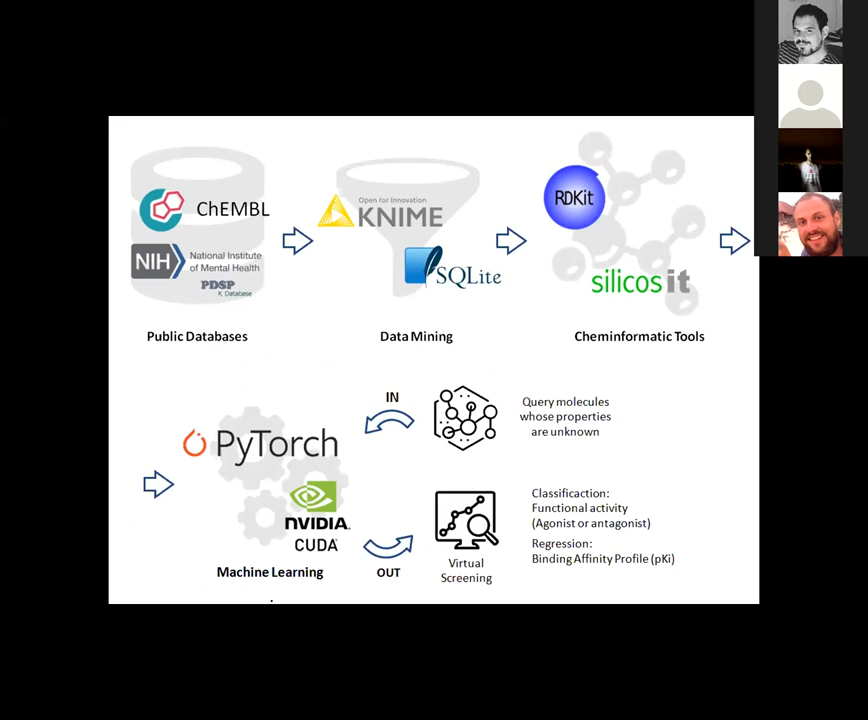 ChEMBL
NIH
National Institute
of Mental Health
PDSP
Ki Database
Open for Innovation
KNIME
SQLite
RDKit
silicos it
Public Databases
Data Mining
Cheminformatic Tools
IN
Query molecules
whose properties
are unknown
PyTorch
NVIDIA.
CUDA
Machine Learning
OUT
Virtual
Screening
Classificaction:
Functional activity
(Agonist or antagonist)
Regression:
Binding Affinity Profile (pKi)